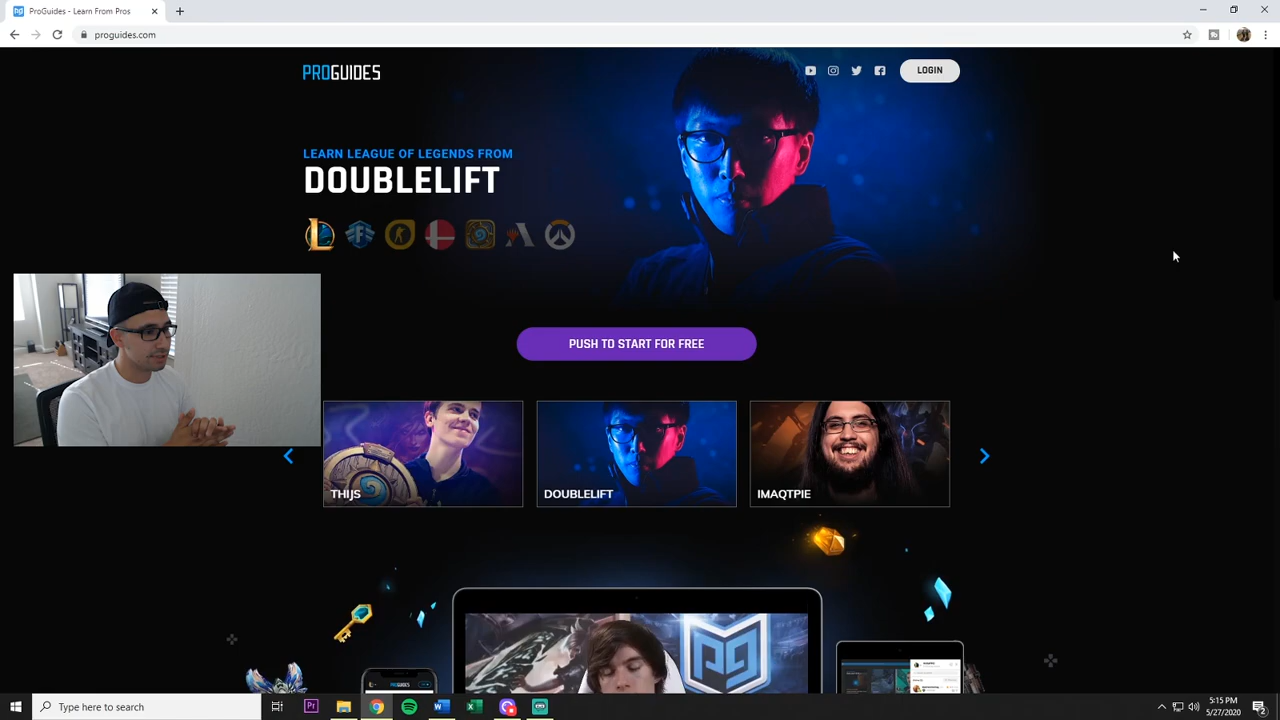 ProGuides - Learn From Pros
proguides.com
PROGUIDES
LOGIN
LEARN LEAGUE OF LEGENDS FROM
DOUBLELIFT
PUSH TO START FOR FREE
THIJS
DOUBLELIFT
IMAQTPIE
PROGUIDES
Type here to search
5:15 PM
5/27/2020